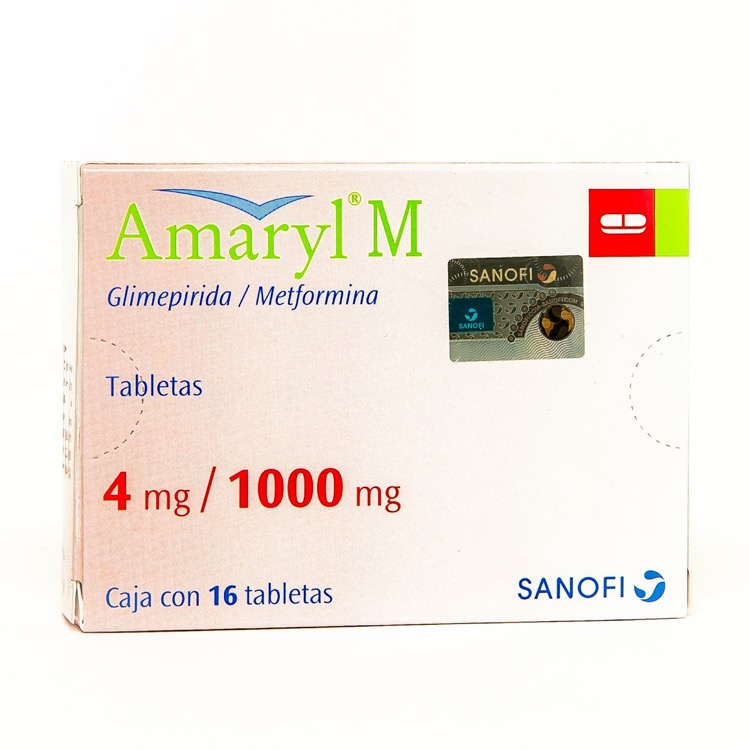 Amaryl® M
Glimepirida / Metformina
SANOFI
SANOFI
Tabletas
4 mg / 1000 mg
Caja con 16 tabletas
SANOFI